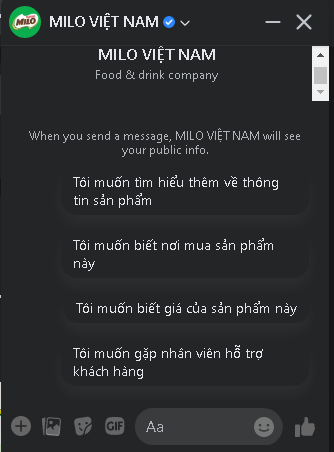 MILO
MILO VIỆT NAM
MILO VIỆT NAM
Food & drink company
When you send a message, MILO VIỆT NAM will see
your public info.
Tôi muốn tìm hiểu thêm về thông
tin sản phẩm
Tôi muốn biết nơi mua sản phẩm
này
Tôi muốn biết giá của sản phẩm này
Tôi muốn gặp nhân viên hỗ trợ
khách hàng
GIF
Aa